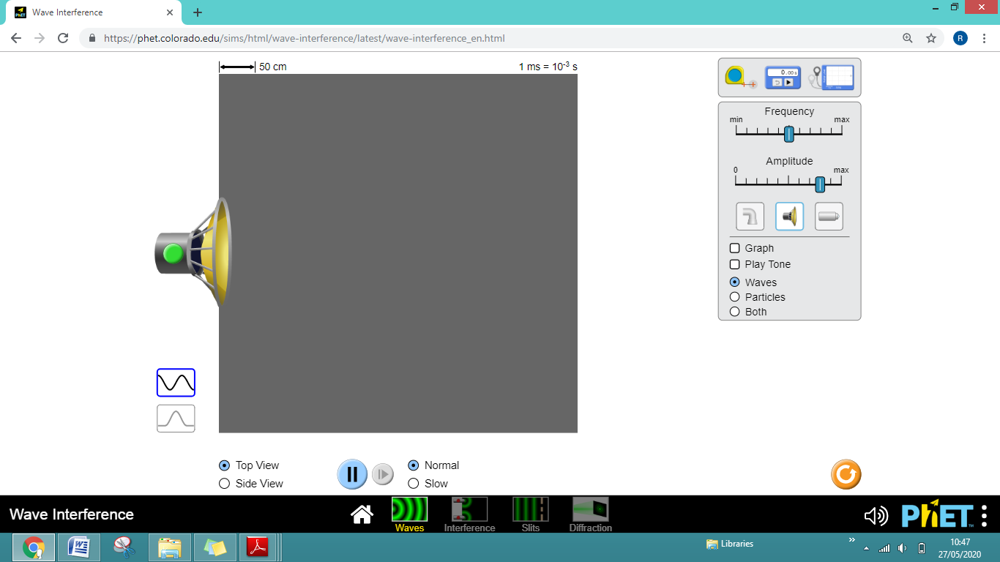 PhET Wave Interference
https://phet.colorado.edu/sims/html/wave-interference/latest/wave-interference_en.html
R
50 cm
1 ms = 10⁻³ s
0.00 s
Frequency
min max
Amplitude
0 max
Graph
Play Tone
Waves
Particles
Both
Top View
Side View
Normal
Slow
Wave Interference
Waves
Interference
Slits
Diffraction
PhET
Libraries
10:47
27/05/2020